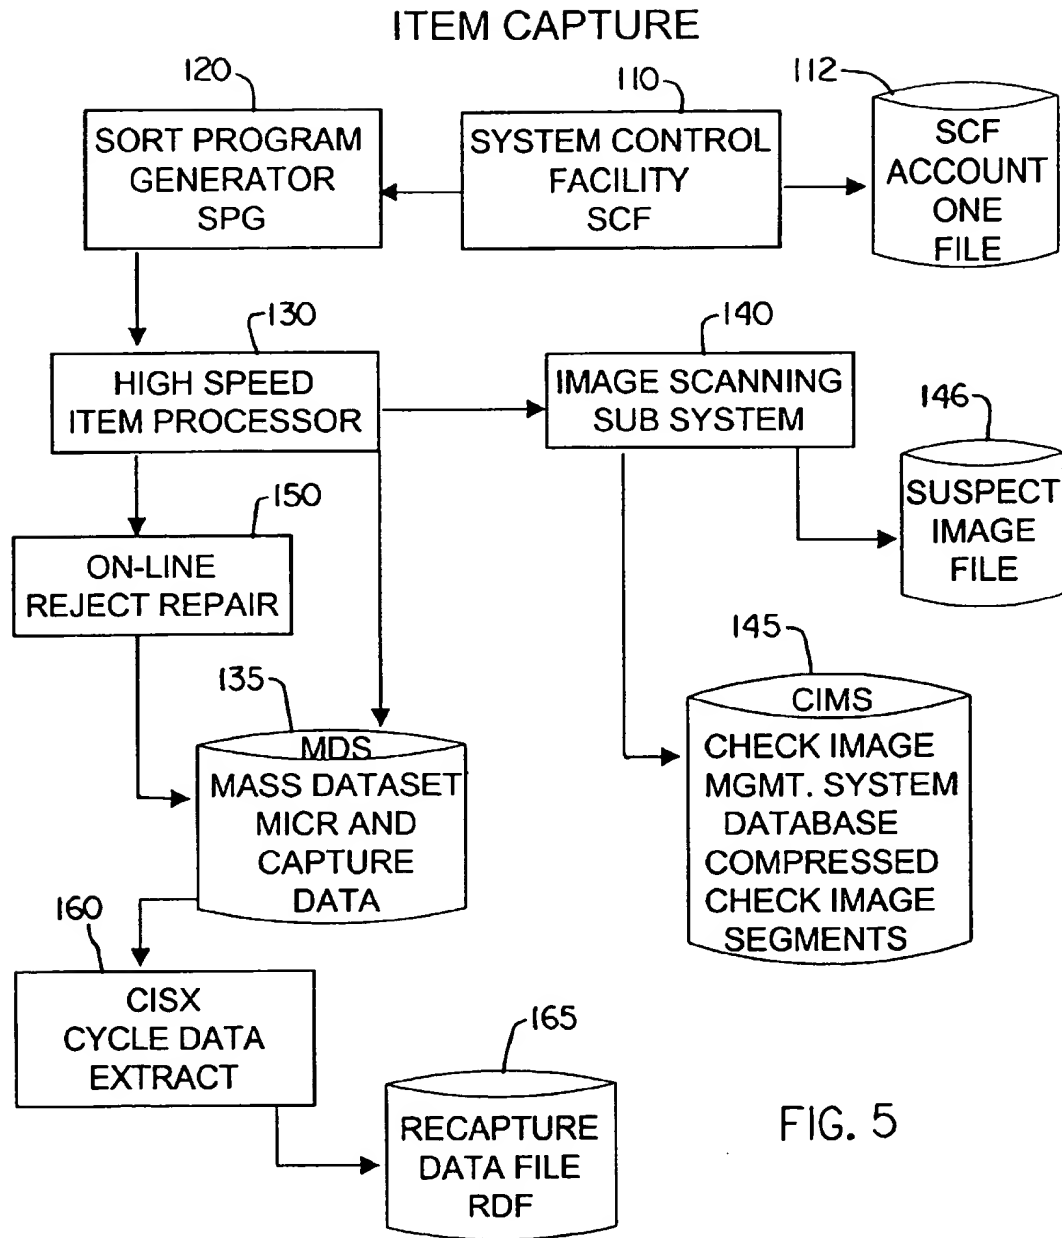 ITEM CAPTURE
120
110
112
SORT PROGRAM
GENERATOR
SPG
SYSTEM CONTROL
FACILITY
SCF
SCF
ACCOUNT
ONE
FILE
130
140
HIGH SPEED
ITEM PROCESSOR
IMAGE SCANNING
SUB SYSTEM
146
SUSPECT
IMAGE
FILE
150
ON-LINE
REJECT REPAIR
135
MDS
MASS DATASET
MICR AND
CAPTURE
DATA
145
CIMS
CHECK IMAGE
MGMT. SYSTEM
DATABASE
COMPRESSED
CHECK IMAGE
SEGMENTS
160
CISX
CYCLE DATA
EXTRACT
165
RECAPTURE
DATA FILE
RDF
FIG. 5